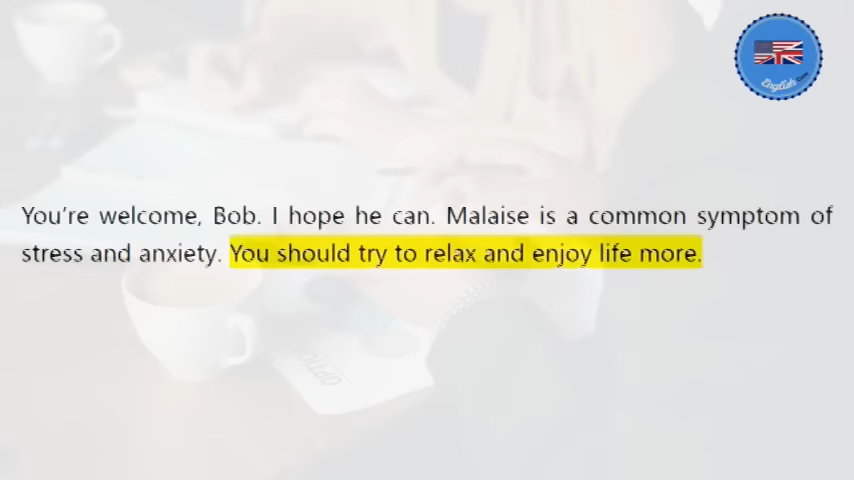 English
You're welcome, Bob. I hope he can. Malaise is a common symptom of
stress and anxiety. You should try to relax and enjoy life more.